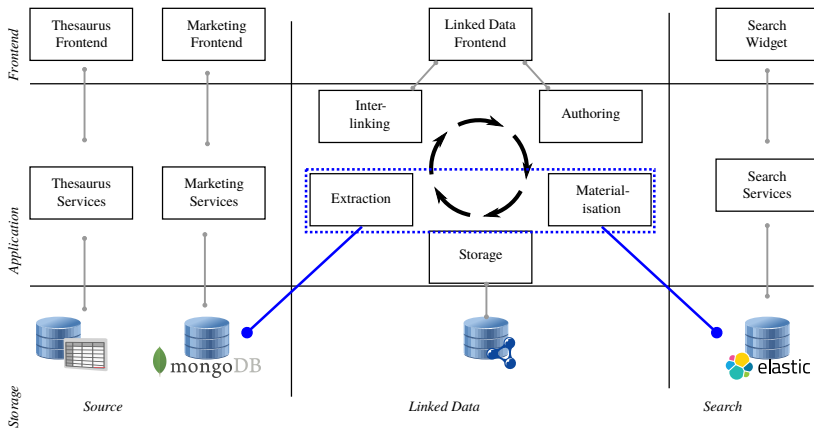 Frontend
Thesaurus
Frontend
Marketing
Frontend
Linked Data
Frontend
Search
Widget
Application
Inter-
linking
Authoring
Thesaurus
Services
Marketing
Services
Extraction
Material-
isation
Search
Services
Storage
Storage
mongoDB
elastic
Source
Linked Data
Search